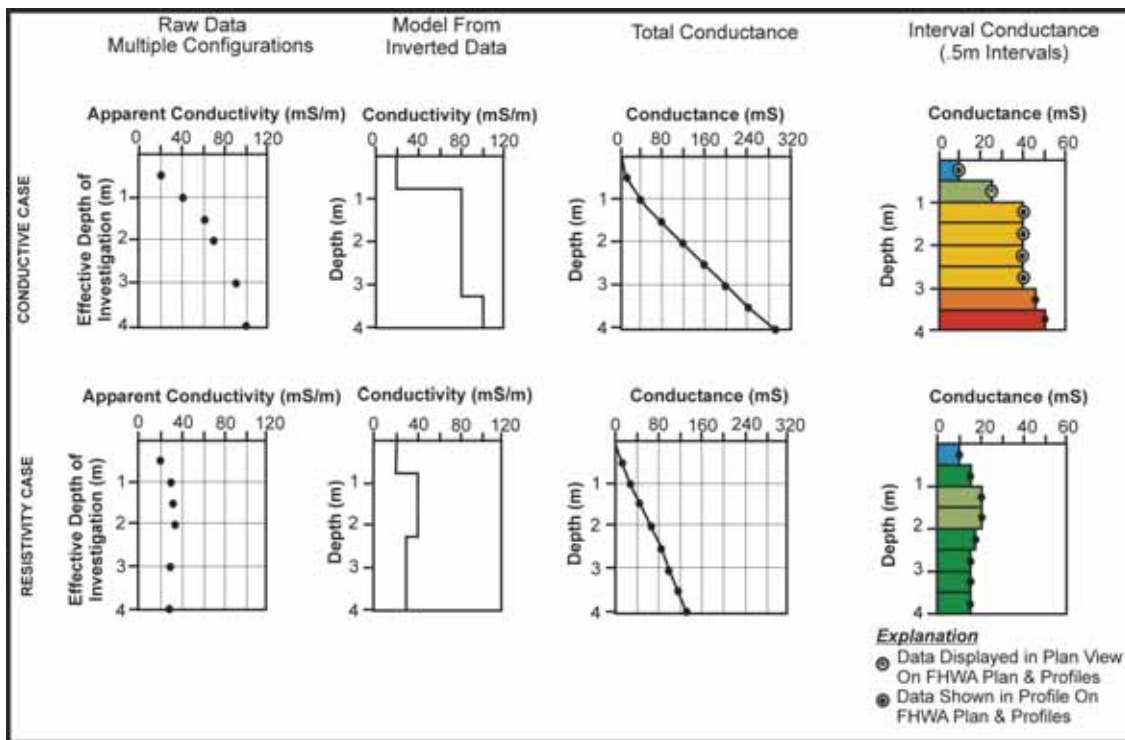 Raw Data
Multiple Configurations
Model From
Inverted Data
Total Conductance
Interval Conductance
(.5m Intervals)
CONDUCTIVE CASE
Apparent Conductivity (mS/m)
0 40 80 120
Effective Depth of
Investigation (m)
1
2
3
4
Conductivity (mS/m)
0 40 80 120
Depth (m)
1
2
3
4
Conductance (mS)
0 80 160 240 320
Depth (m)
1
2
3
4
Conductance (mS)
0 20 40 60
Depth (m)
1
2
3
4
RESISTIVITY CASE
Apparent Conductivity (mS/m)
0 40 80 120
Effective Depth of
Investigation (m)
1
2
3
4
Conductivity (mS/m)
0 40 80 120
Depth (m)
1
2
3
4
Conductance (mS)
0 80 160 240 320
Depth (m)
1
2
3
4
Conductance (mS)
0 20 40 60
Depth (m)
1
2
3
4
Explanation
Data Displayed in Plan View
On FHWA Plan & Profiles
Data Shown in Profile On
FHWA Plan & Profiles